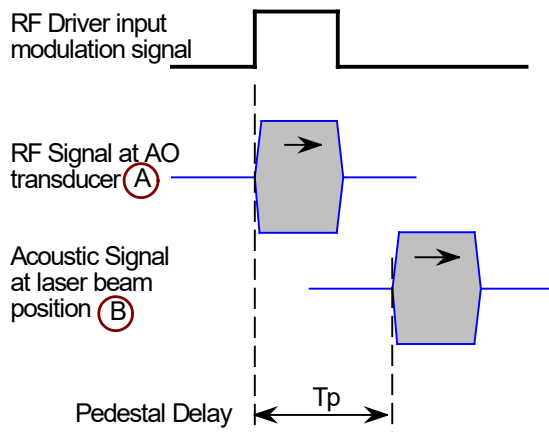 RF Driver input
modulation signal
RF Signal at AO
transducer A
Acoustic Signal
at laser beam
position B
Tp
Pedestal Delay